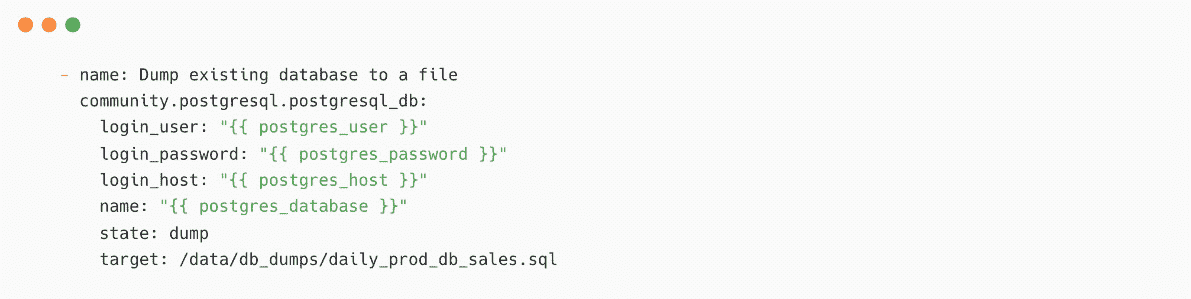 - name: Dump existing database to a file
community.postgresql.postgresql_db:
login_user: "{{ postgres_user }}"
login_password: "{{ postgres_password }}"
login_host: "{{ postgres_host }}"
name: "{{ postgres_database }}"
state: dump
target: /data/db_dumps/daily_prod_db_sales.sql